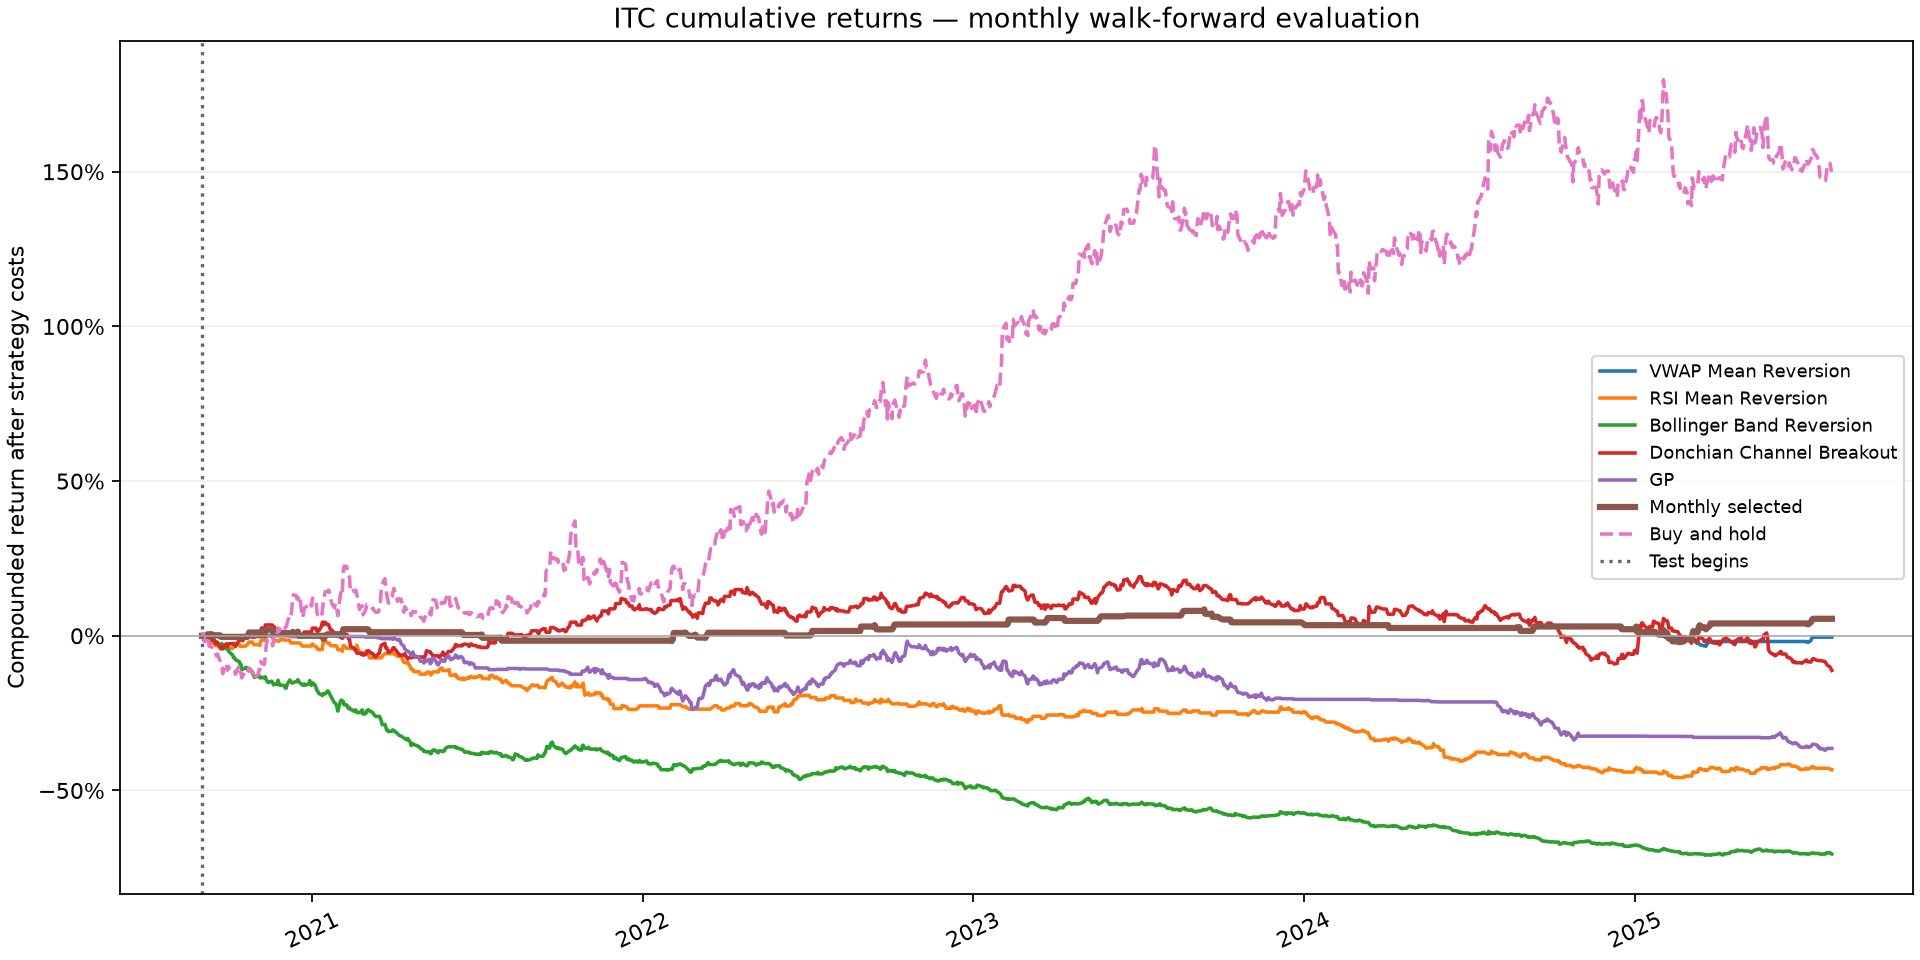 ITC cumulative returns — monthly walk-forward evaluation
Compounded return after strategy costs
150%
100%
50%
0%
−50%
VWAP Mean Reversion
RSI Mean Reversion
Bollinger Band Reversion
Donchian Channel Breakout
GP
Monthly selected
Buy and hold
Test begins
2021
2022
2023
2024
2025